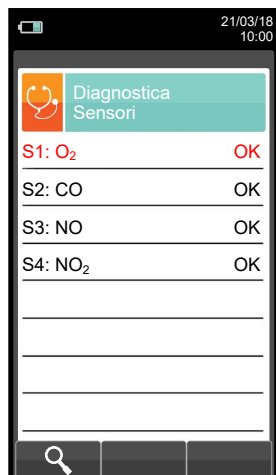 21/03/18
10:00
Diagnostica
Sensori
S1: O₂ OK
S2: CO OK
S3: NO OK
S4: NO₂ OK